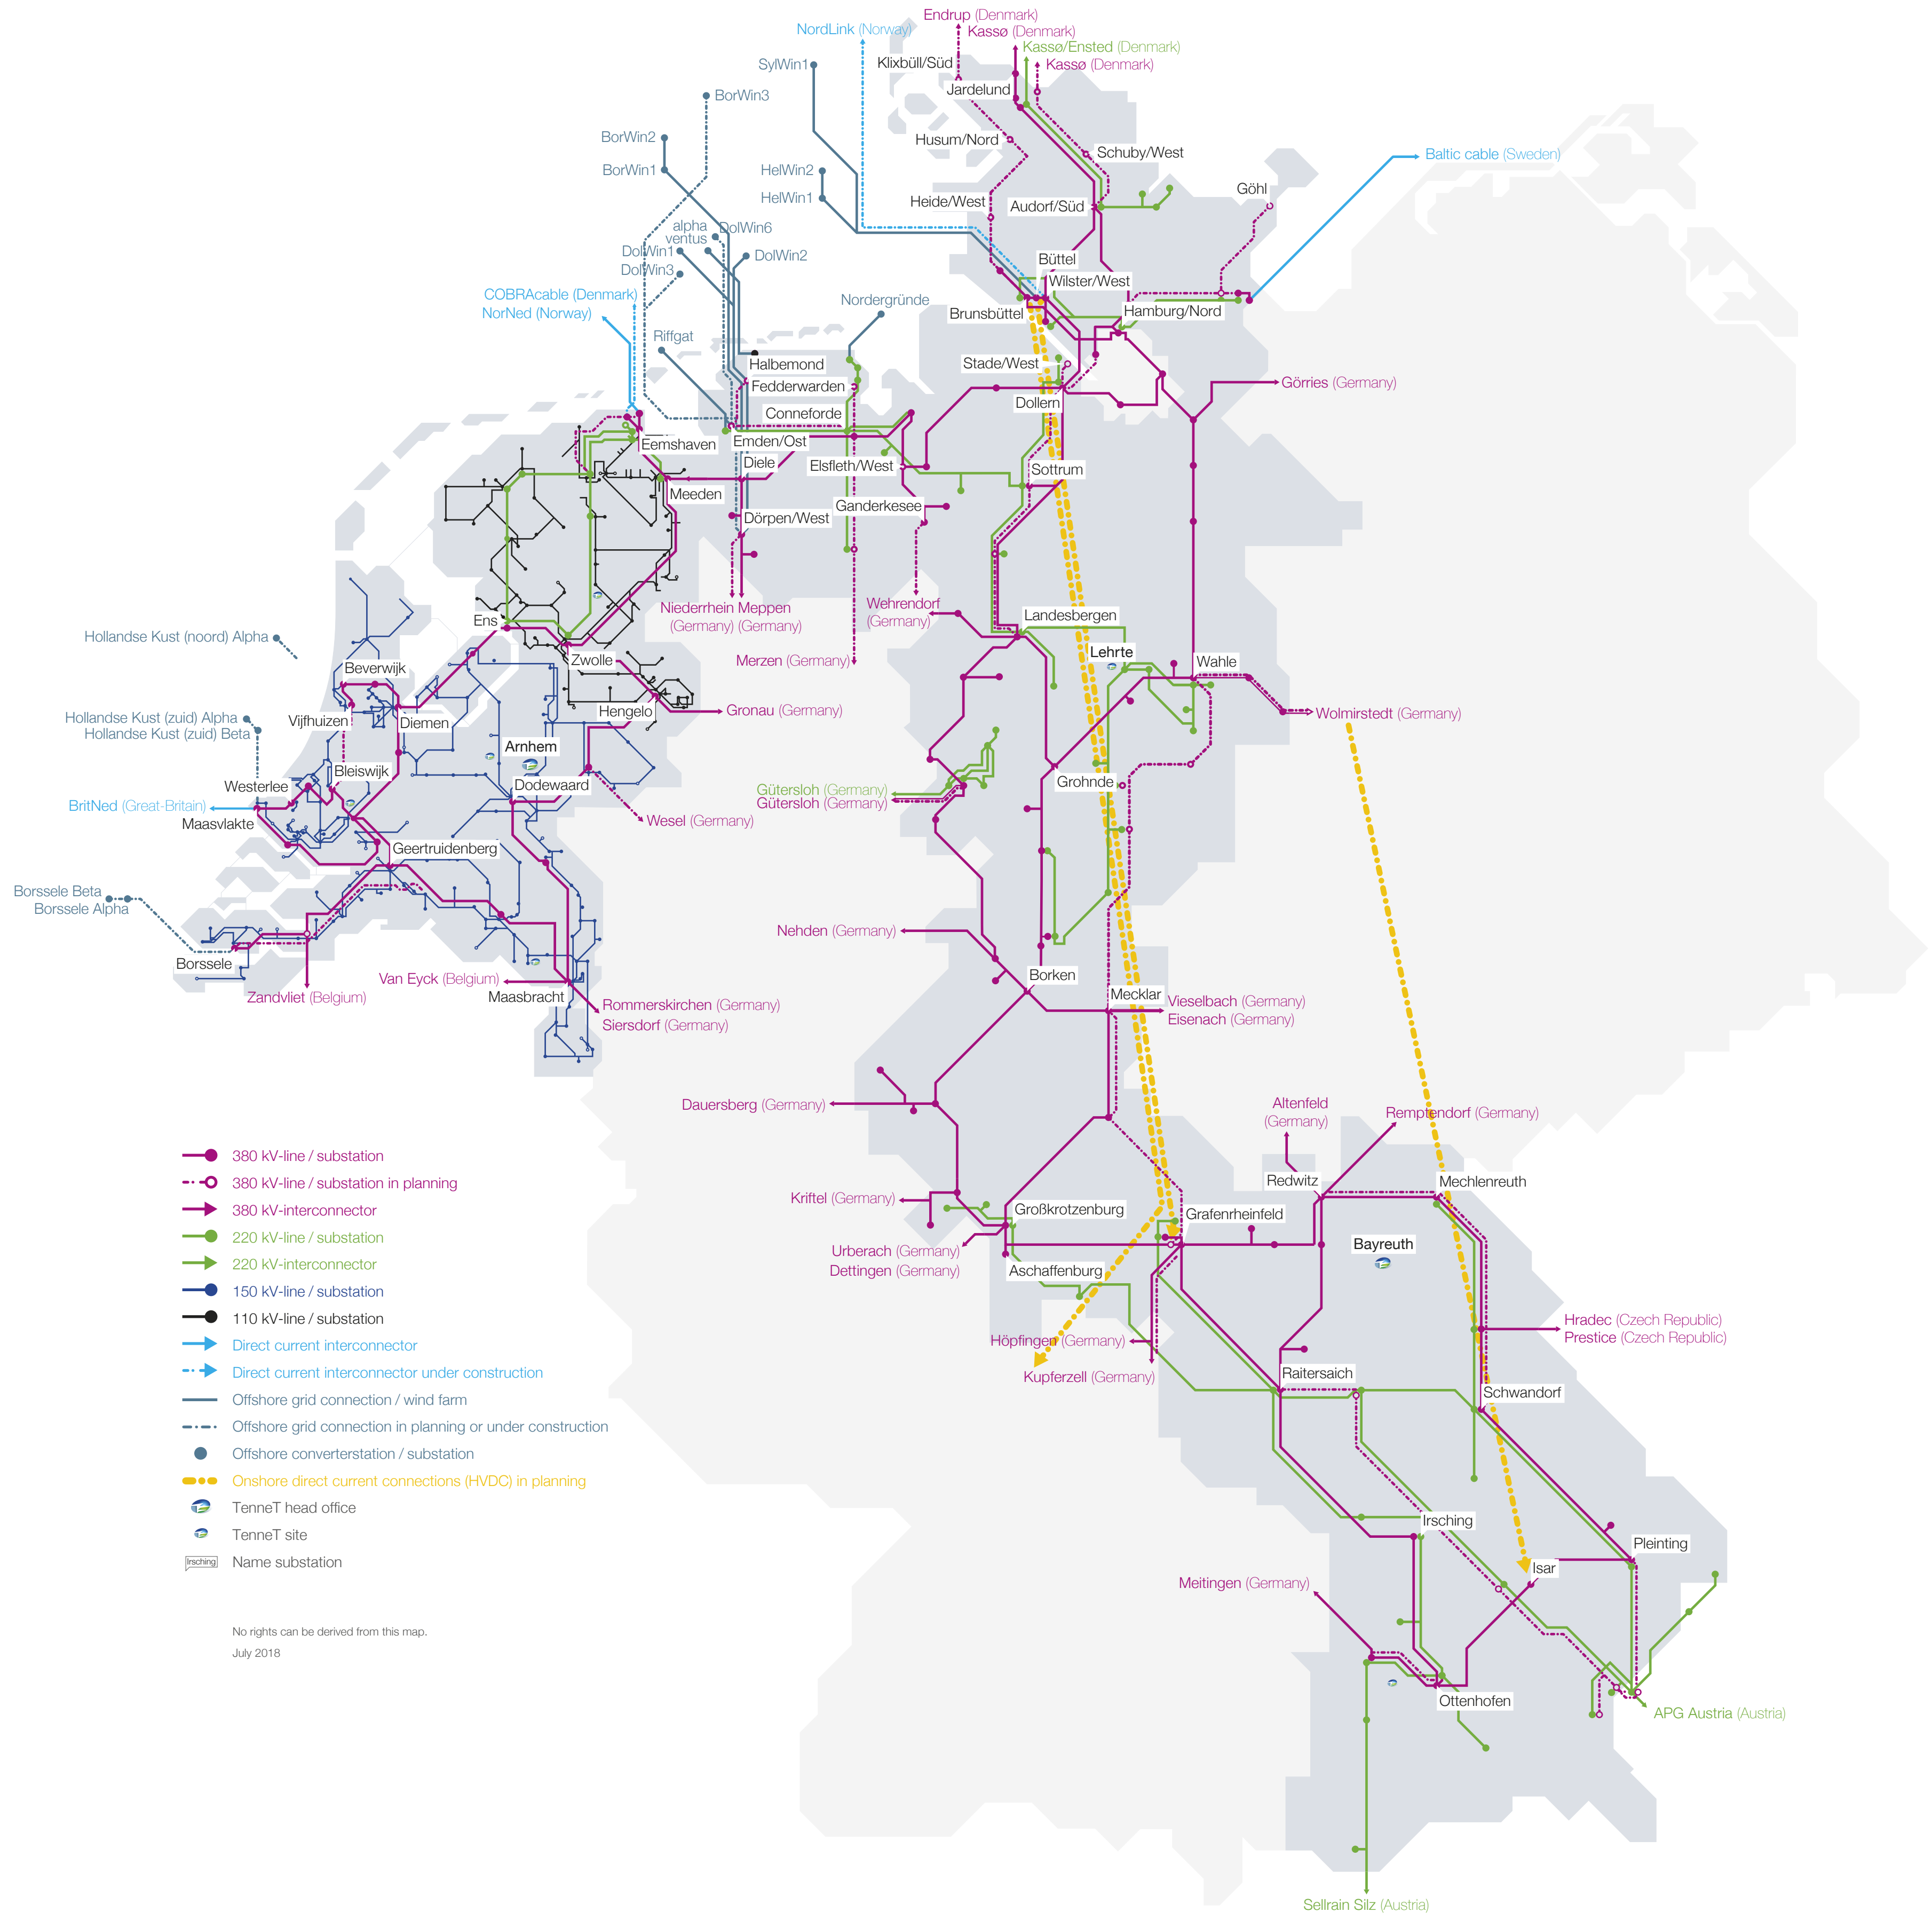 Endrup (Denmark)
NordLink (Norway)
Kassø (Denmark)
Kassø/Ensted (Denmark)
Klixbüll/Süd
SylWin1
Kassø (Denmark)
Jardelund
BorWin3
BorWin2
Husum/Nord
Schuby/West
Baltic cable (Sweden)
BorWin1
HelWin2
HelWin1
Göhl
Heide/West
Audorf/Süd
alpha
ventus
DolWin6
DolWin1
DolWin2
DolWin3
Büttel
Wilster/West
COBRAcable (Denmark)
NorNed (Norway)
Nordergründe
Brunsbüttel
Hamburg/Nord
Riffgat
Halbemond
Stade/West
Fedderwarden
Görries (Germany)
Conneforde
Dollern
Eemshaven
Emden/Ost
Diele
Elsfleth/West
Sottrum
Meeden
Ganderkesee
Dörpen/West
Niederrhein Meppen
(Germany) (Germany)
Wehrendorf
(Germany)
Landesbergen
Ens
Hollandse Kust (noord) Alpha
Lehrte
Zwolle
Merzen (Germany)
Wahle
Beverwijk
Hengelo
Gronau (Germany)
Wolmirstedt (Germany)
Hollandse Kust (zuid) Alpha
Hollandse Kust (zuid) Beta
Vijfhuizen
Diemen
Arnhem
Bleiswijk
Westerlee
Dodewaard
Grohnde
Gütersloh (Germany)
Gütersloh (Germany)
BritNed (Great-Britain)
Maasvlakte
Wesel (Germany)
Geertruidenberg
Borssele Beta
Borssele Alpha
Nehden (Germany)
Borssele
Van Eyck (Belgium)
Borken
Zandvliet (Belgium)
Maasbracht
Mecklar
Rommerskirchen (Germany)
Siersdorf (Germany)
Vieselbach (Germany)
Eisenach (Germany)
Dauersberg (Germany)
Altenfeld
(Germany)
Remptendorf (Germany)
380 kV-line / substation
380 kV-line / substation in planning
Redwitz
Mechlenreuth
Kriftel (Germany)
380 kV-interconnector
Großkrotzenburg
Grafenrheinfeld
220 kV-line / substation
Urberach (Germany)
Dettingen (Germany)
Bayreuth
220 kV-interconnector
Aschaffenburg
150 kV-line / substation
110 kV-line / substation
Hradec (Czech Republic)
Prestice (Czech Republic)
Direct current interconnector
Höpfingen (Germany)
Direct current interconnector under construction
Kupferzell (Germany)
Raitersaich
Schwandorf
Offshore grid connection / wind farm
Offshore grid connection in planning or under construction
Offshore converterstation / substation
Onshore direct current connections (HVDC) in planning
TenneT head office
Irsching
TenneT site
Pleinting
Irsching
Name substation
Isar
Meitingen (Germany)
No rights can be derived from this map.
July 2018
Ottenhofen
APG Austria (Austria)
Sellrain Silz (Austria)